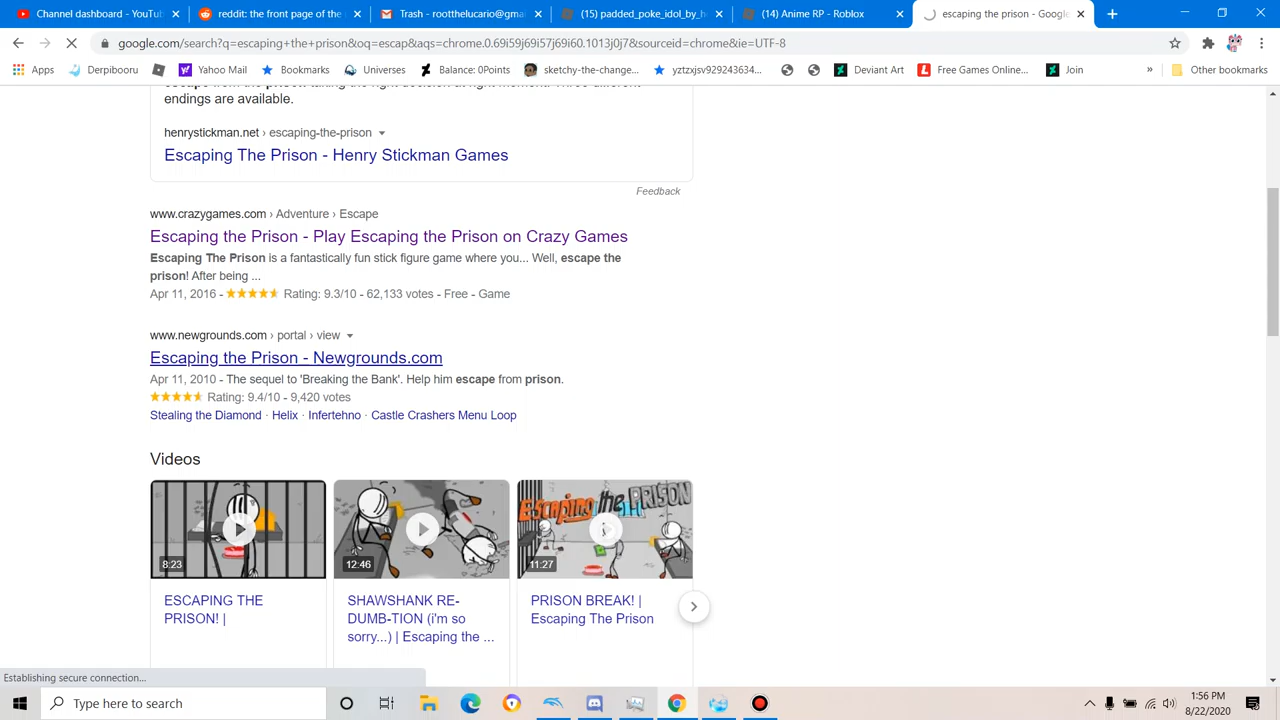 Channel dashboard - YouTu
reddit: the front page of the
Trash - rootthelucario@gma
(15) padded_poke_idol_by_h
(14) Anime RP - Roblox
escaping the prison - Googl
google.com/search?q=escaping+the+prison&oq=escap&aqs=chrome.0.69i59j69i57j69i60.1013j0j7&sourceid=chrome&ie=UTF-8
Apps
Derpibooru
Yahoo Mail
Bookmarks
Universes
Balance: 0Points
sketchy-the-change...
yztzxjsv929243634...
Deviant Art
Free Games Online...
Join
»
Other bookmarks
endings are available.
henrystickman.net › escaping-the-prison
Escaping The Prison - Henry Stickman Games
Feedback
www.crazygames.com › Adventure › Escape
Escaping the Prison - Play Escaping the Prison on Crazy Games
Escaping The Prison is a fantastically fun stick figure game where you... Well, escape the
prison! After being ...
Apr 11, 2016 - Rating: 9.3/10 - 62,133 votes - Free - Game
www.newgrounds.com › portal › view
Escaping the Prison - Newgrounds.com
Apr 11, 2010 - The sequel to 'Breaking the Bank'. Help him escape from prison.
Rating: 9.4/10 - 9,420 votes
Stealing the Diamond · Helix · Infertehno · Castle Crashers Menu Loop
Videos
Escaping the PRISON
8:23
12:46
11:27
ESCAPING THE
PRISON! |
SHAWSHANK RE-
DUMB-TION (i'm so
sorry...) | Escaping the ...
PRISON BREAK! |
Escaping The Prison
Establishing secure connection...
Type here to search
1:56 PM
8/22/2020